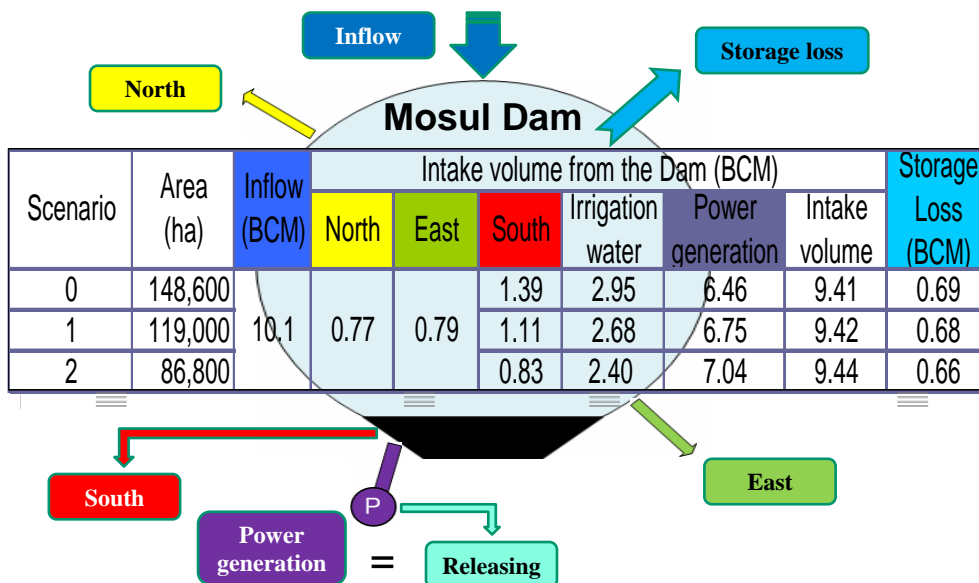 Inflow
Storage loss
North
Mosul Dam
Scenario
Area
(ha)
Inflow
(BCM)
Intake volume from the Dam (BCM)
North
East
South
Irrigation
water
Power
generation
Intake
volume
Storage
Loss
(BCM)
0 148,600 1.39 2.95 6.46 9.41 0.69
1 119,000 10.1 0.77 0.79 1.11 2.68 6.75 9.42 0.68
2 86,800 0.83 2.40 7.04 9.44 0.66
South
East
P
Power
generation
=
Releasing